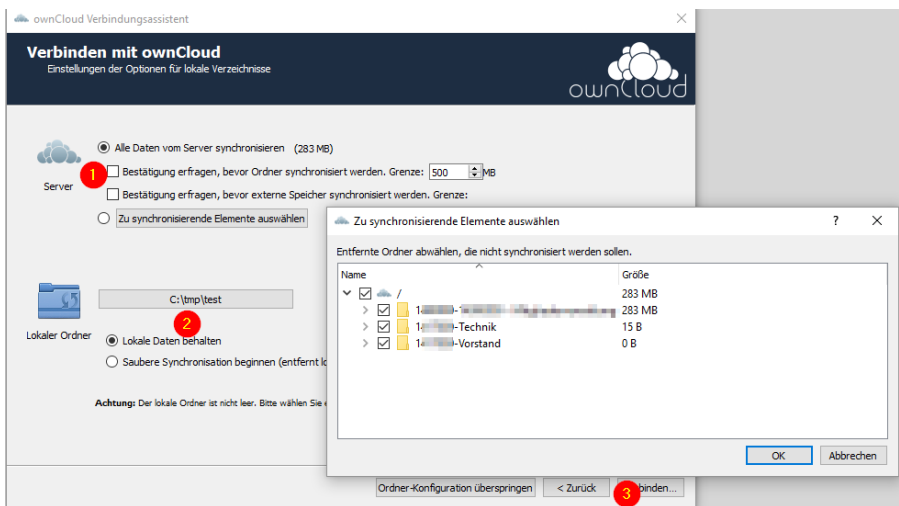 ownCloud Verbindungsassistent
Verbinden mit ownCloud
Einstellungen der Optionen für lokale Verzeichnisse
ownCloud
Alle Daten vom Server synchronisieren (283 MB)
1
Bestätigung erfragen, bevor Ordner synchronisiert werden. Grenze: 500 MB
Server
Bestätigung erfragen, bevor externe Speicher synchronisiert werden. Grenze:
Zu synchronisierende Elemente auswählen
C:\tmp\test
2
Lokaler Ordner
Lokale Daten behalten
Saubere Synchronisation beginnen (entfernt
Achtung: Der lokale Ordner ist nicht leer. Bitte wählen Sie
Ordner-Konfiguration überspringen
< Zurück
3
binden...
Zu synchronisierende Elemente auswählen
?
Entfernte Ordner abwählen, die nicht synchronisiert werden sollen.
Name Größe
/ 283 MB
283 MB
-Technik 15 B
-Vorstand 0 B
OK
Abbrechen